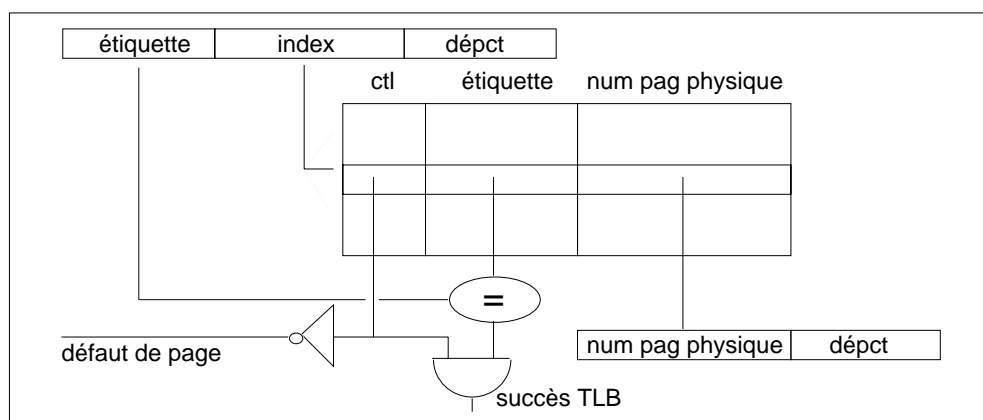 étiquette index dépct
ctl étiquette num pag physique
=
défaut de page
num pag physique dépct
succès TLB